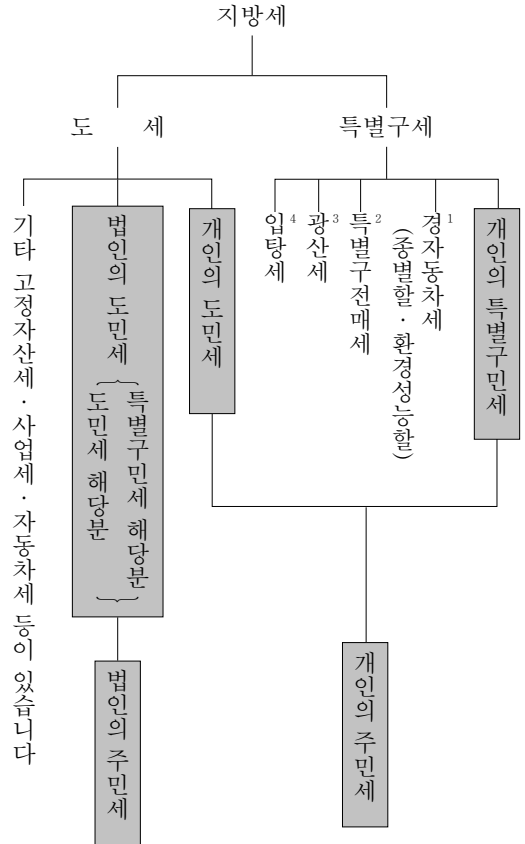 지방세
도 세
특별구세
개인의 특별구민세
경자동차세¹
(종별할·환경성능할)
특별구전매세²
광산세³
입탕세⁴
개인의 도민세
법인의 도민세
특별구민세 해당분
도민세 해당분
기타 고정자산세·사업세·자동차세 등이 있습니다
개인의 주민세
법인의 주민세